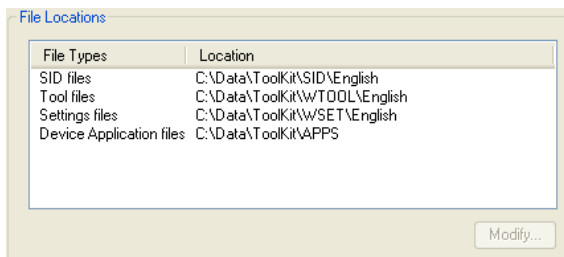 File Locations
File Types Location
SID files C:\Data\ToolKit\SID\English
Tool files C:\Data\ToolKit\WTOOL\English
Settings files C:\Data\ToolKit\WSET\English
Device Application files C:\Data\ToolKit\APPS
Modify...